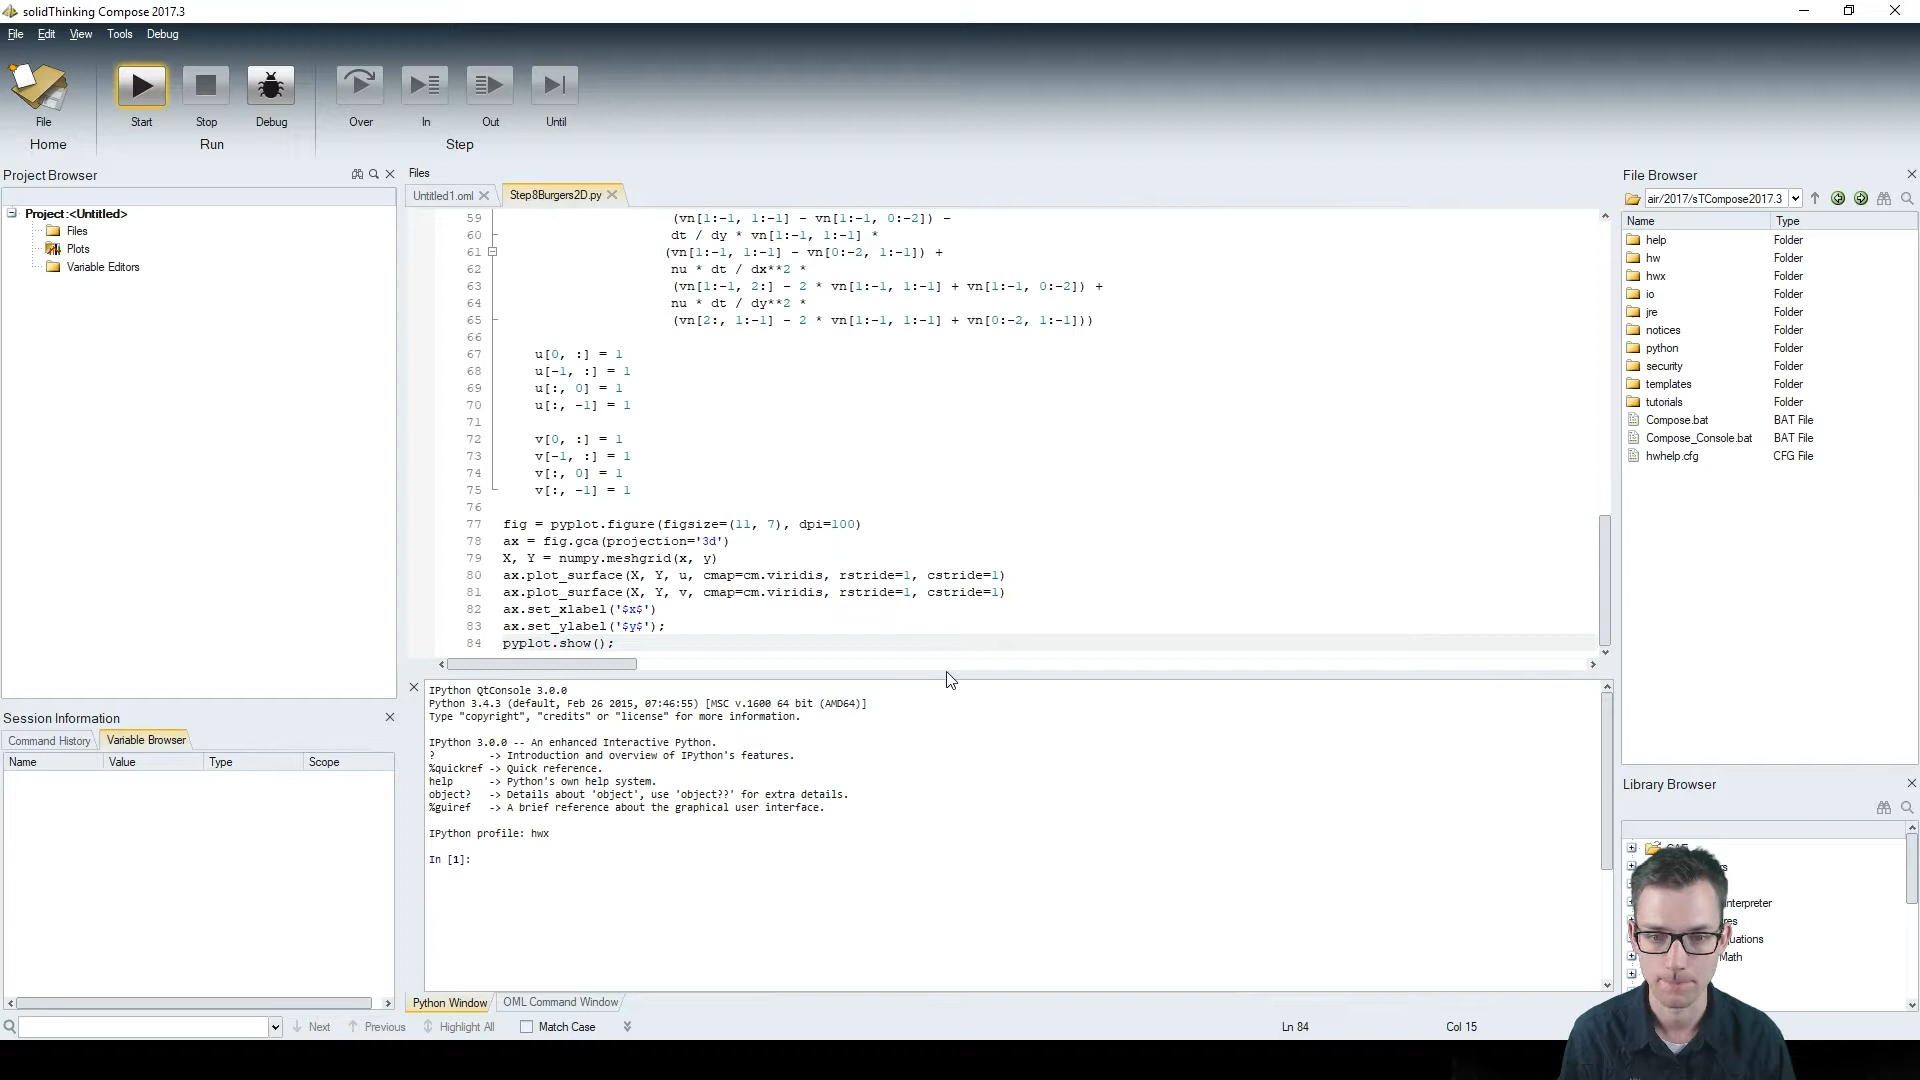 solidThinking Compose 2017.3
File Edit View Tools Debug
File Start Stop Debug Over In Out Until
Home Run Step
Project Browser
Project:<Untitled>
Files
Plots
Variable Editors
Session Information
Command History Variable Browser
Name Value Type Scope
Files
Untitled1.oml Step8Burgers2D.py
59 (vn[1:-1, 1:-1] - vn[1:-1, 0:-2]) -
60 dt / dy * vn[1:-1, 1:-1] *
61 (vn[1:-1, 1:-1] - vn[0:-2, 1:-1]) +
62 nu * dt / dx**2 *
63 (vn[1:-1, 2:] - 2 * vn[1:-1, 1:-1] + vn[1:-1, 0:-2]) +
64 nu * dt / dy**2 *
65 (vn[2:, 1:-1] - 2 * vn[1:-1, 1:-1] + vn[0:-2, 1:-1]))
66
67 u[0, :] = 1
68 u[-1, :] = 1
69 u[:, 0] = 1
70 u[:, -1] = 1
71
72 v[0, :] = 1
73 v[-1, :] = 1
74 v[:, 0] = 1
75 v[:, -1] = 1
76
77 fig = pyplot.figure(figsize=(11, 7), dpi=100)
78 ax = fig.gca(projection='3d')
79 X, Y = numpy.meshgrid(x, y)
80 ax.plot_surface(X, Y, u, cmap=cm.viridis, rstride=1, cstride=1)
81 ax.plot_surface(X, Y, v, cmap=cm.viridis, rstride=1, cstride=1)
82 ax.set_xlabel('$x$')
83 ax.set_ylabel('$y$');
84 pyplot.show();
IPython QtConsole 3.0.0
Python 3.4.3 (default, Feb 26 2015, 07:46:55) [MSC v.1600 64 bit (AMD64)]
Type "copyright", "credits" or "license" for more information.
IPython 3.0.0 -- An enhanced Interactive Python.
? -> Introduction and overview of IPython's features.
%quickref -> Quick reference.
help -> Python's own help system.
object? -> Details about 'object', use 'object??' for extra details.
%guiref -> A brief reference about the graphical user interface.
IPython profile: hwx
In [1]:
Python Window OML Command Window
Next Previous Highlight All Match Case Ln 84 Col 15
File Browser
air/2017/sTCompose2017.3
Name Type
help Folder
hw Folder
hwx Folder
io Folder
jre Folder
notices Folder
python Folder
security Folder
templates Folder
tutorials Folder
Compose.bat BAT File
Compose_Console.bat BAT File
hwhelp.cfg CFG File
Library Browser
Math